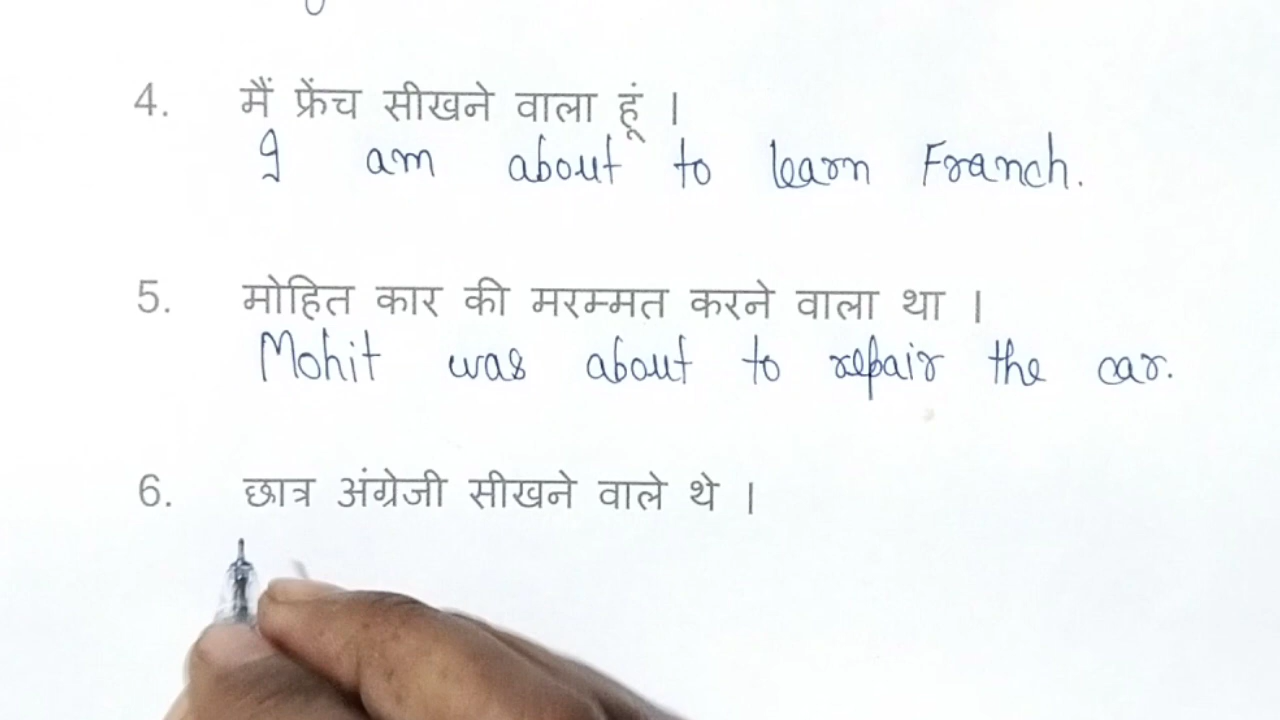 4. मैं फ्रेंच सीखने वाला हूं ।
I am about to learn Franch.
5. मोहित कार की मरम्मत करने वाला था ।
Mohit was about to repair the car.
6. छात्र अंग्रेजी सीखने वाले थे ।